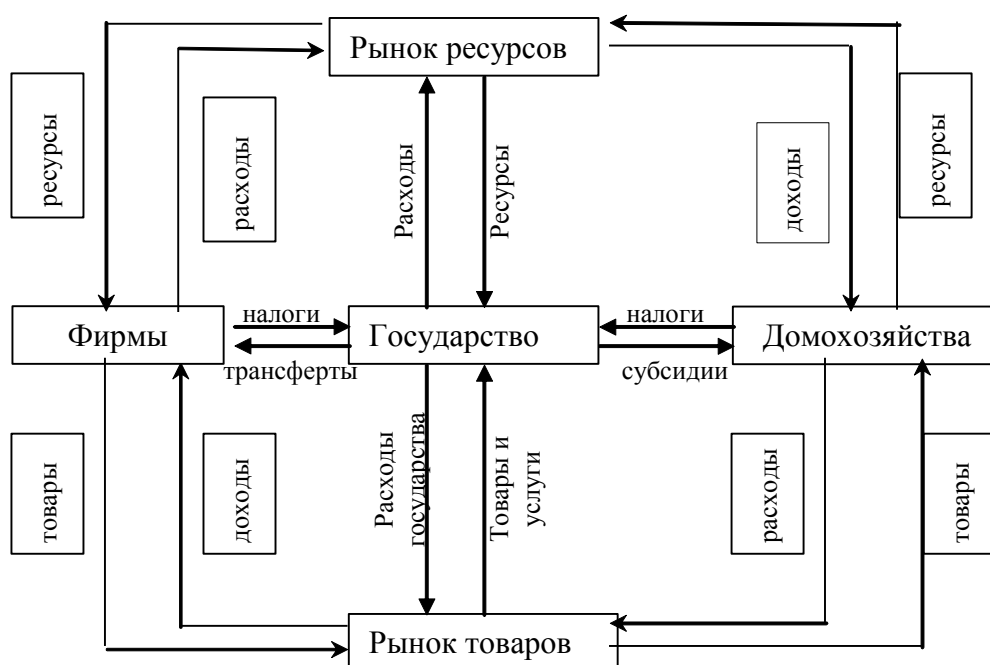 Рынок ресурсов
ресурсы
расходы
Расходы
Ресурсы
доходы
ресурсы
Фирмы
налоги
трансферты
Государство
налоги
субсидии
Домохозяйства
товары
доходы
Расходы
государства
Товары и
услуги
расходы
товары
Рынок товаров